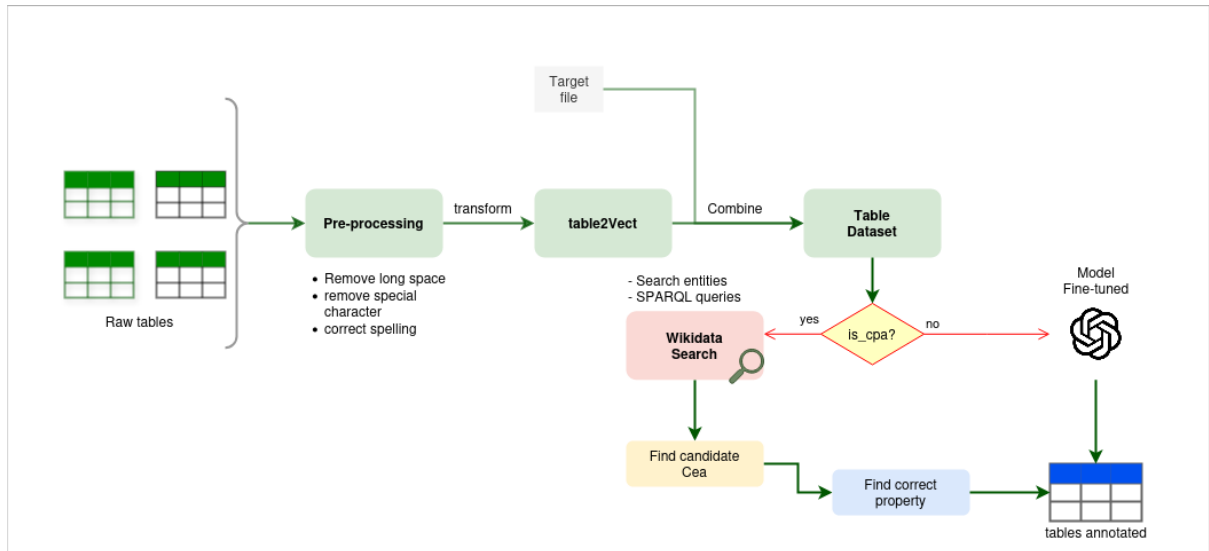 Target
file
Pre-processing
transform
table2Vect
Combine
Table
Dataset
• Remove long space
• remove special
character
• correct spelling
Raw tables
- Search entities
- SPARQL queries
Model
Fine-tuned
yes
is_cpa?
no
Wikidata
Search
Find candidate
Cea
Find correct
property
tables annotated